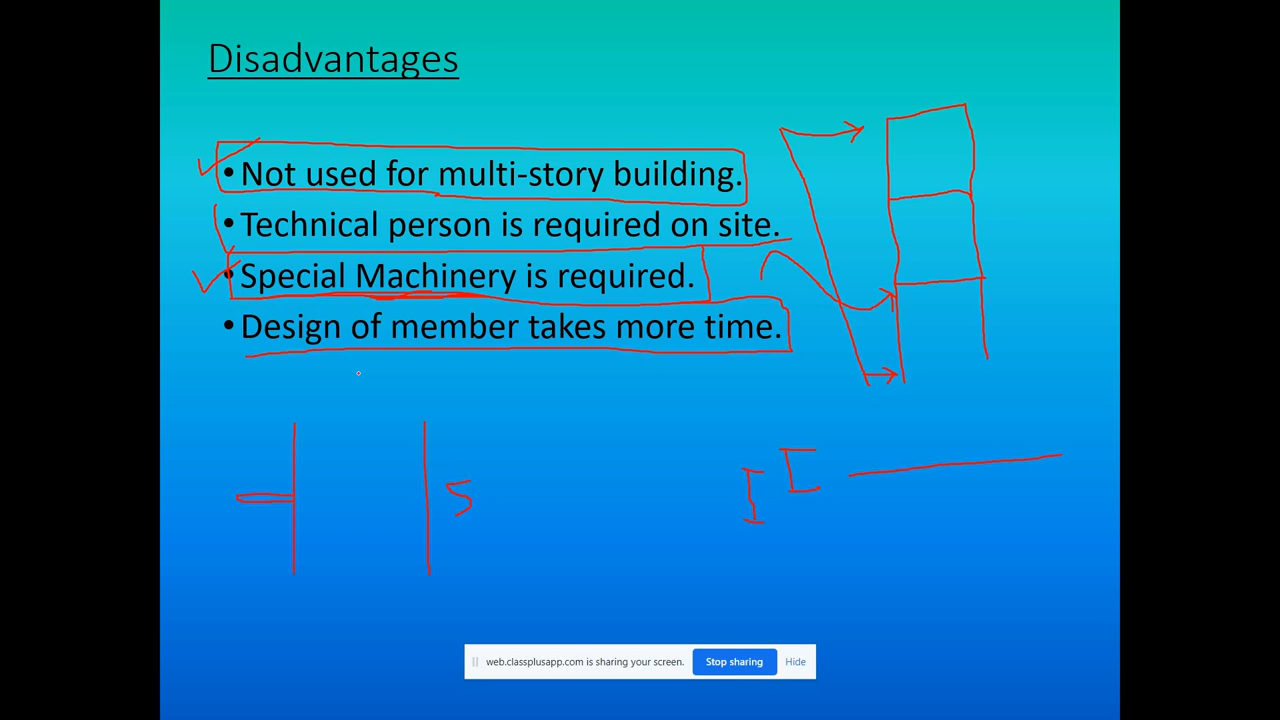 Disadvantages
• Not used for multi-story building.
• Technical person is required on site.
• Special Machinery is required.
• Design of member takes more time.
5
I
web.classplusapp.com is sharing your screen. Stop sharing Hide